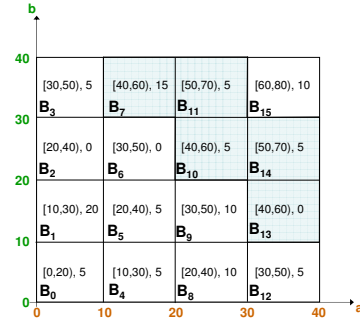 b
40
[30,50), 5 [40,60), 15 [50,70), 5 [60,80), 10
B3 B7 B11 B15
30
[20,40), 0 [30,50), 0 [40,60), 5 [50,70), 5
B2 B6 B10 B14
20
[10,30), 20 [20,40), 5 [30,50), 10 [40,60), 0
B1 B5 B9 B13
10
[0,20), 5 [10,30), 5 [20,40), 10 [30,50), 5
B0 B4 B8 B12
0
0 10 20 30 40 a